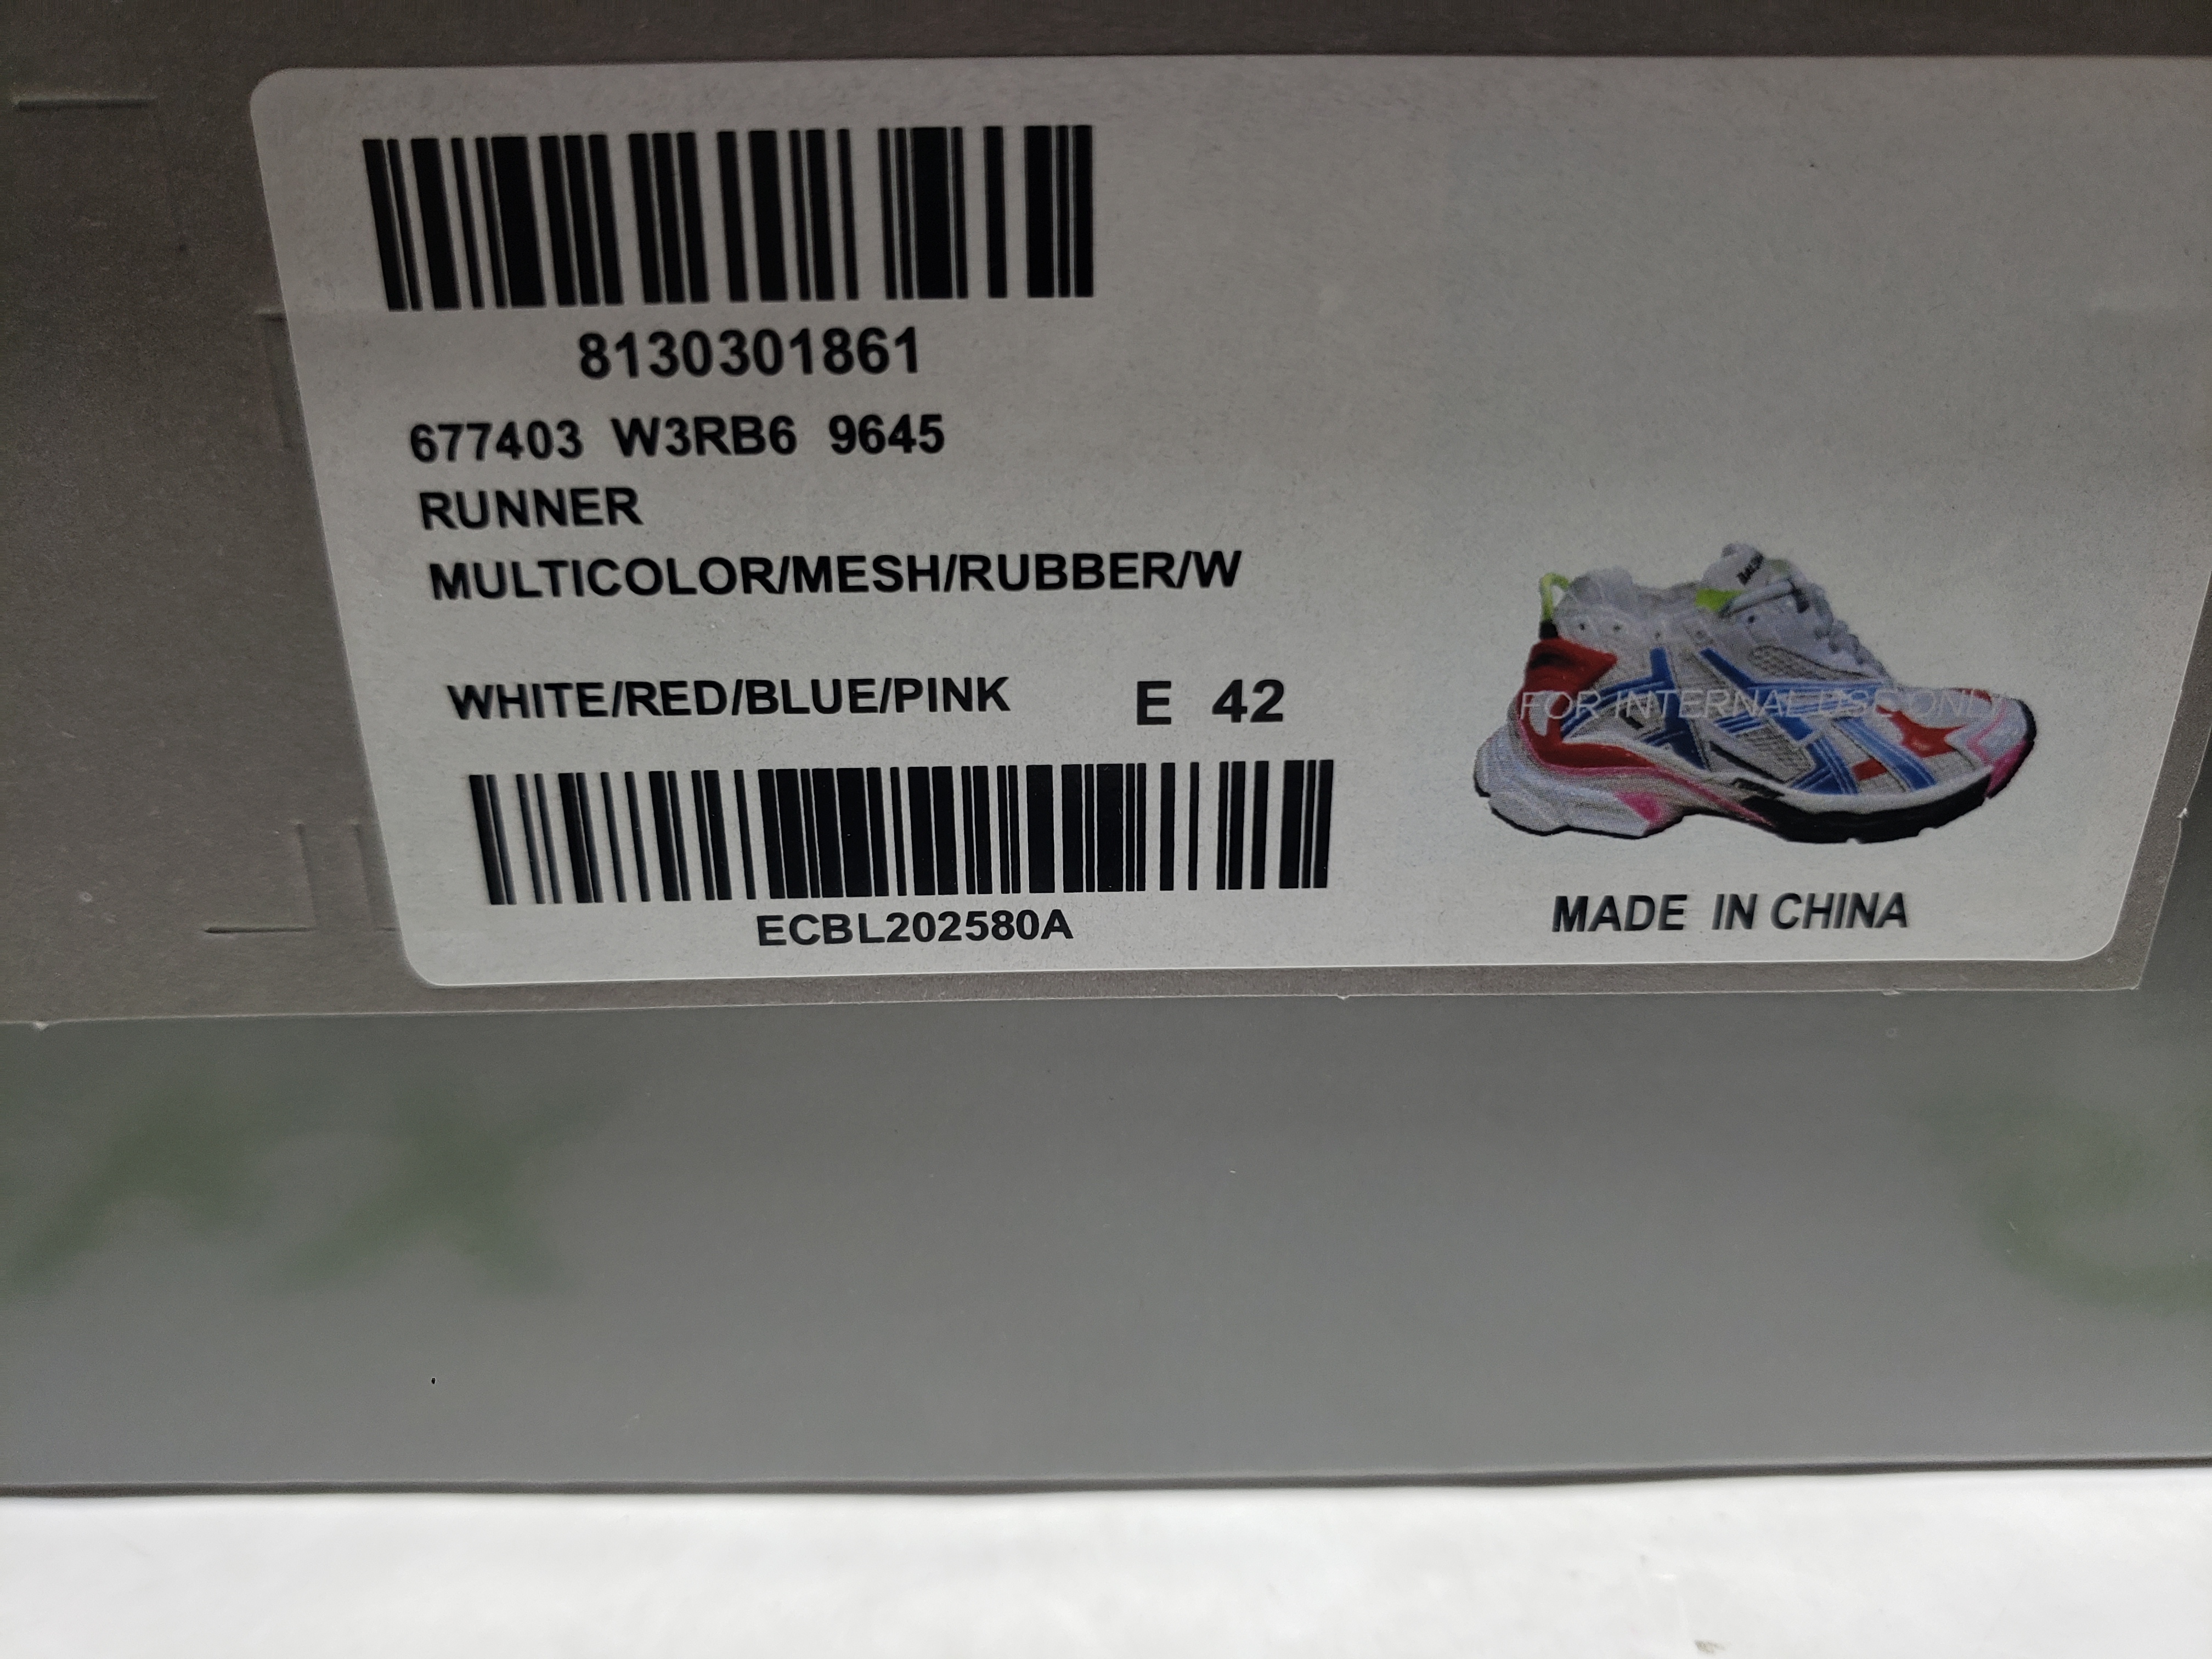 8130301861
677403 W3RB6 9645
RUNNER
MULTICOLOR/MESH/RUBBER/W
WHITE/RED/BLUE/PINK E 42
ECBL202580A
FOR INTERNAL USE ONLY
MADE IN CHINA